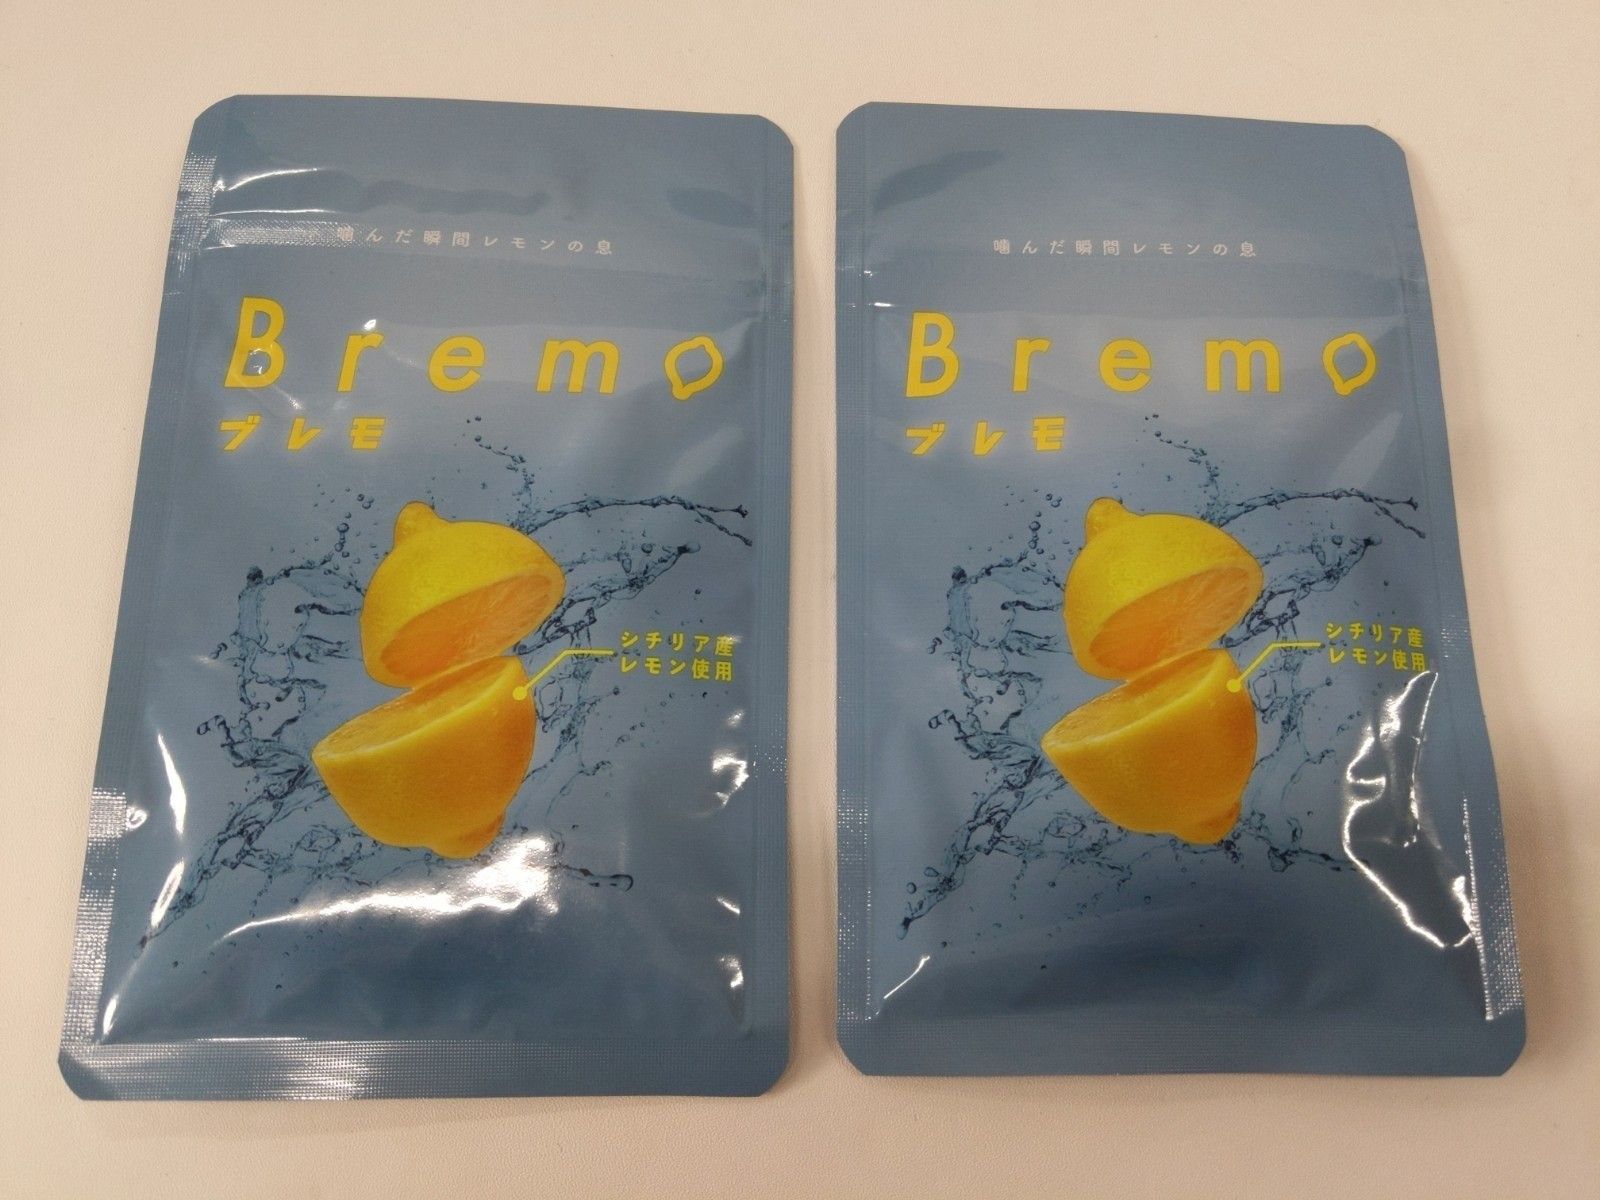 噛んだ瞬間レモンの息
Bremo
ブレモ
シチリア産
レモン使用
噛んだ瞬間レモンの息
Bremo
ブレモ
シチリア産
レモン使用